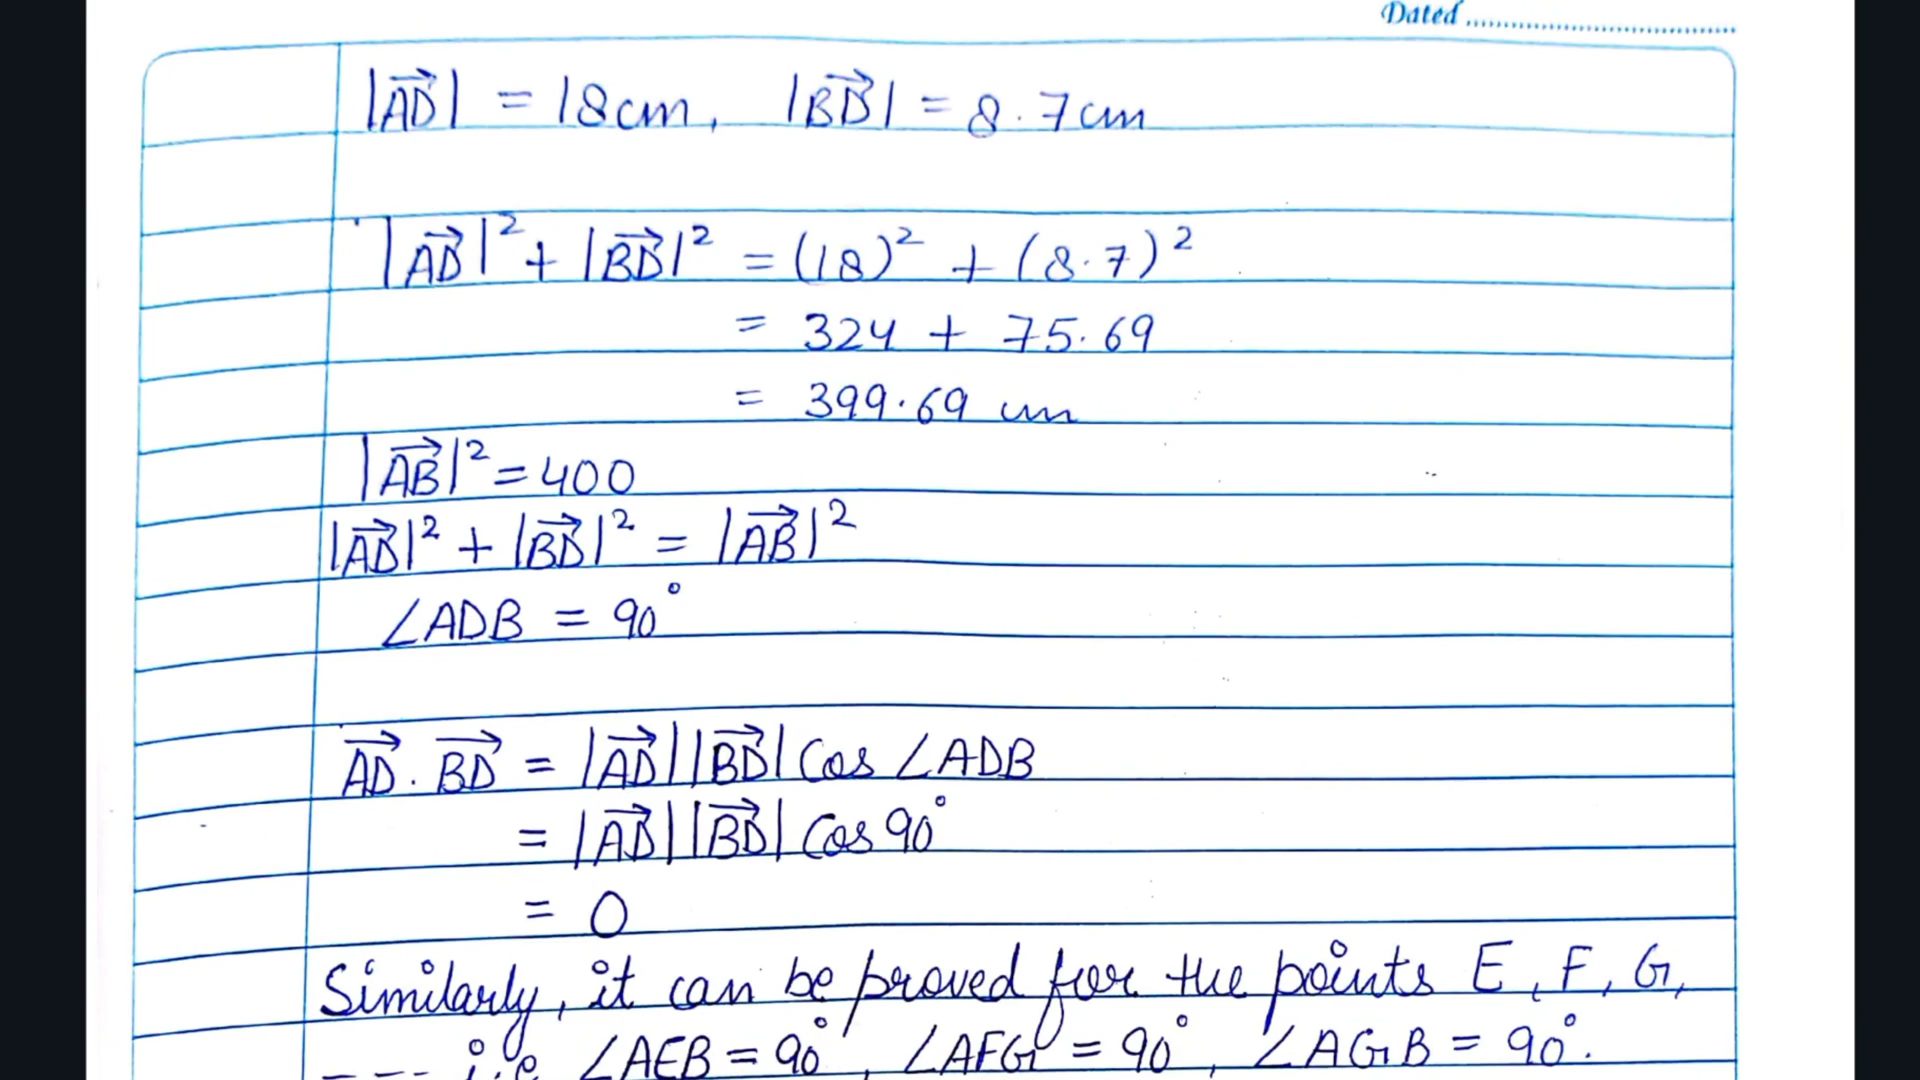 Dated
|AD| = 18cm, |BD| = 8.7cm
|AD|² + |BD|² = (18)² + (8.7)²
= 324 + 75.69
= 399.69 cm
|AB|² = 400
|AD|² + |BD|² = |AB|²
∠ADB = 90°
AD . BD = |AD||BD| Cos ∠ADB
= |AD||BD| Cos 90°
= 0
Similarly, it can be proved for the points E, F, G,
---- i.e ∠AEB = 90°, ∠AFG = 90°, ∠AGB = 90°.